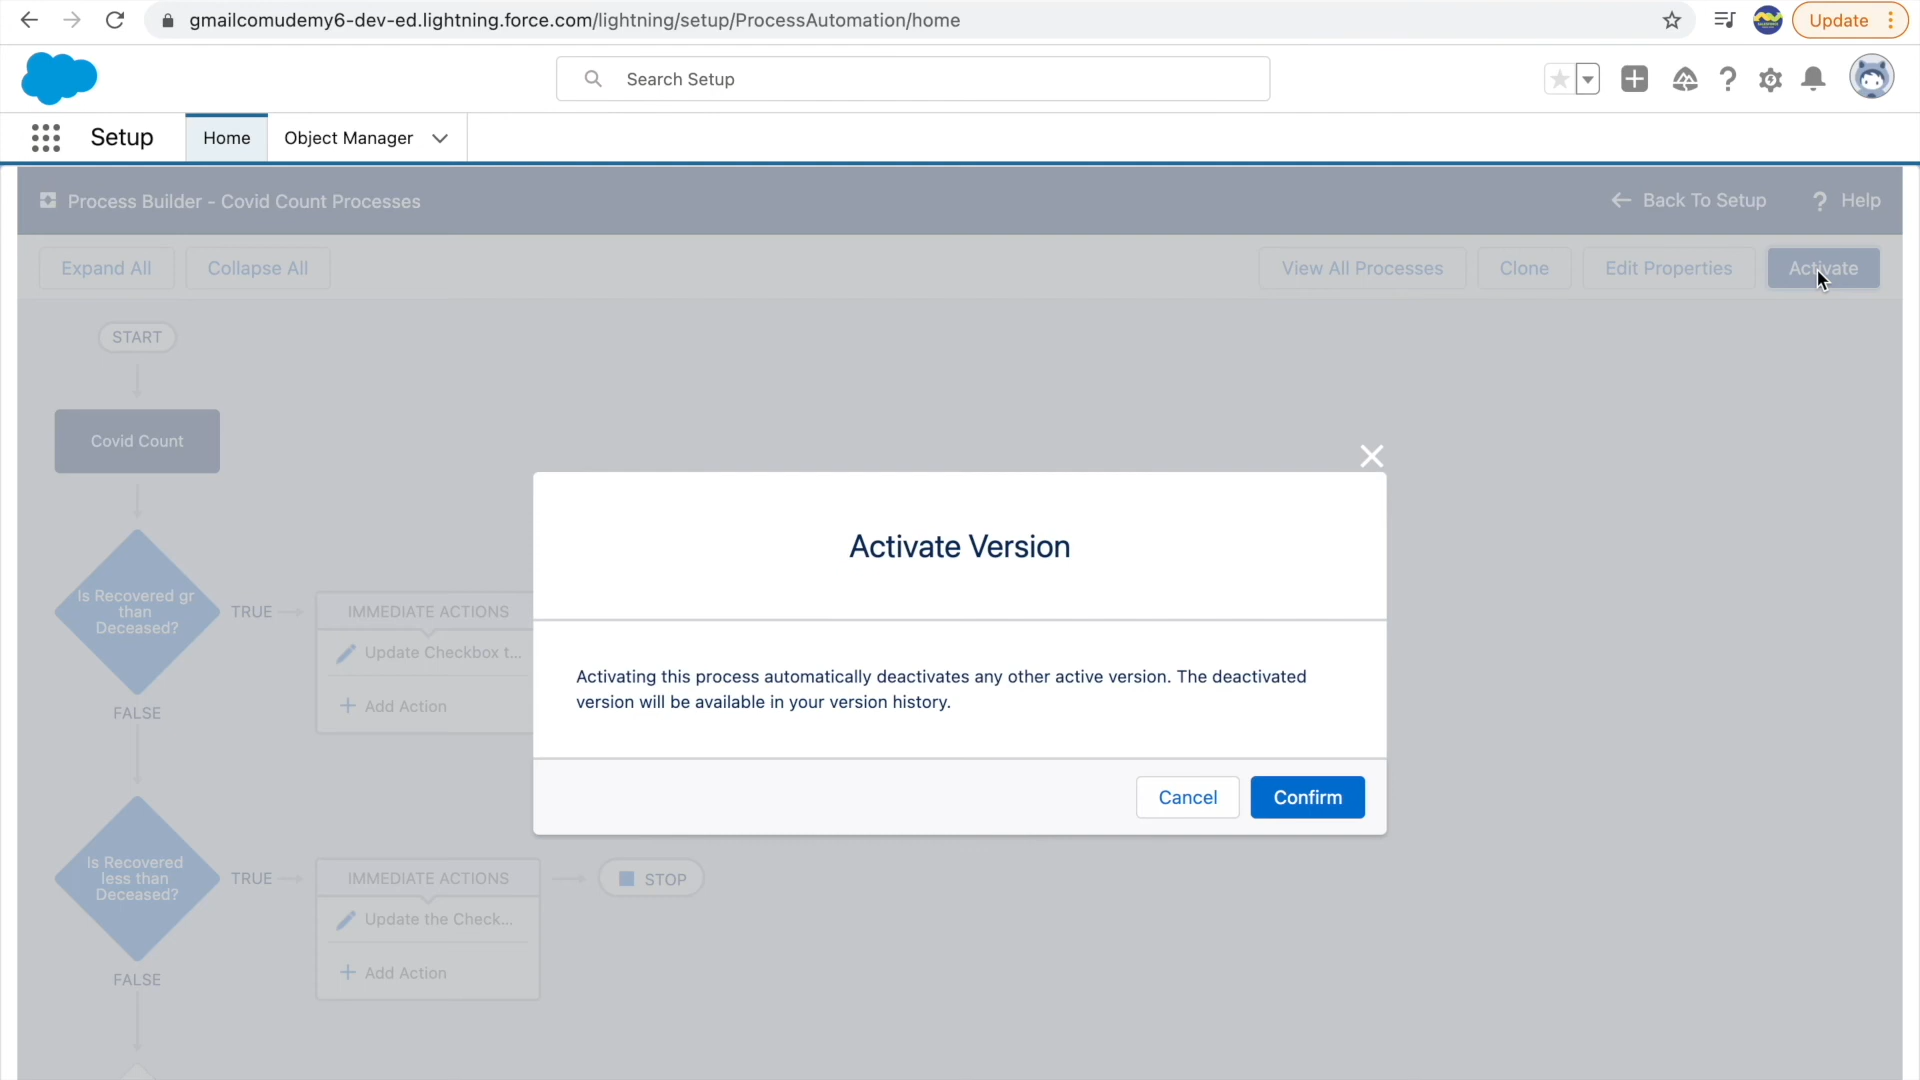 gmailcomudemy6-dev-ed.lightning.force.com/lightning/setup/ProcessAutomation/home
Update
Search Setup
Setup
Home
Object Manager
Process Builder - Covid Count Processes
Back To Setup
Help
Expand All
Collapse All
View All Processes
Clone
Edit Properties
Activate
START
Covid Count
Is Recovered gr
than
Deceased?
TRUE
IMMEDIATE ACTIONS
Update Checkbox t...
Add Action
FALSE
Activate Version
Activating this process automatically deactivates any other active version. The deactivated
version will be available in your version history.
Cancel
Confirm
Is Recovered
less than
Deceased?
TRUE
IMMEDIATE ACTIONS
STOP
Update the Check...
Add Action
FALSE